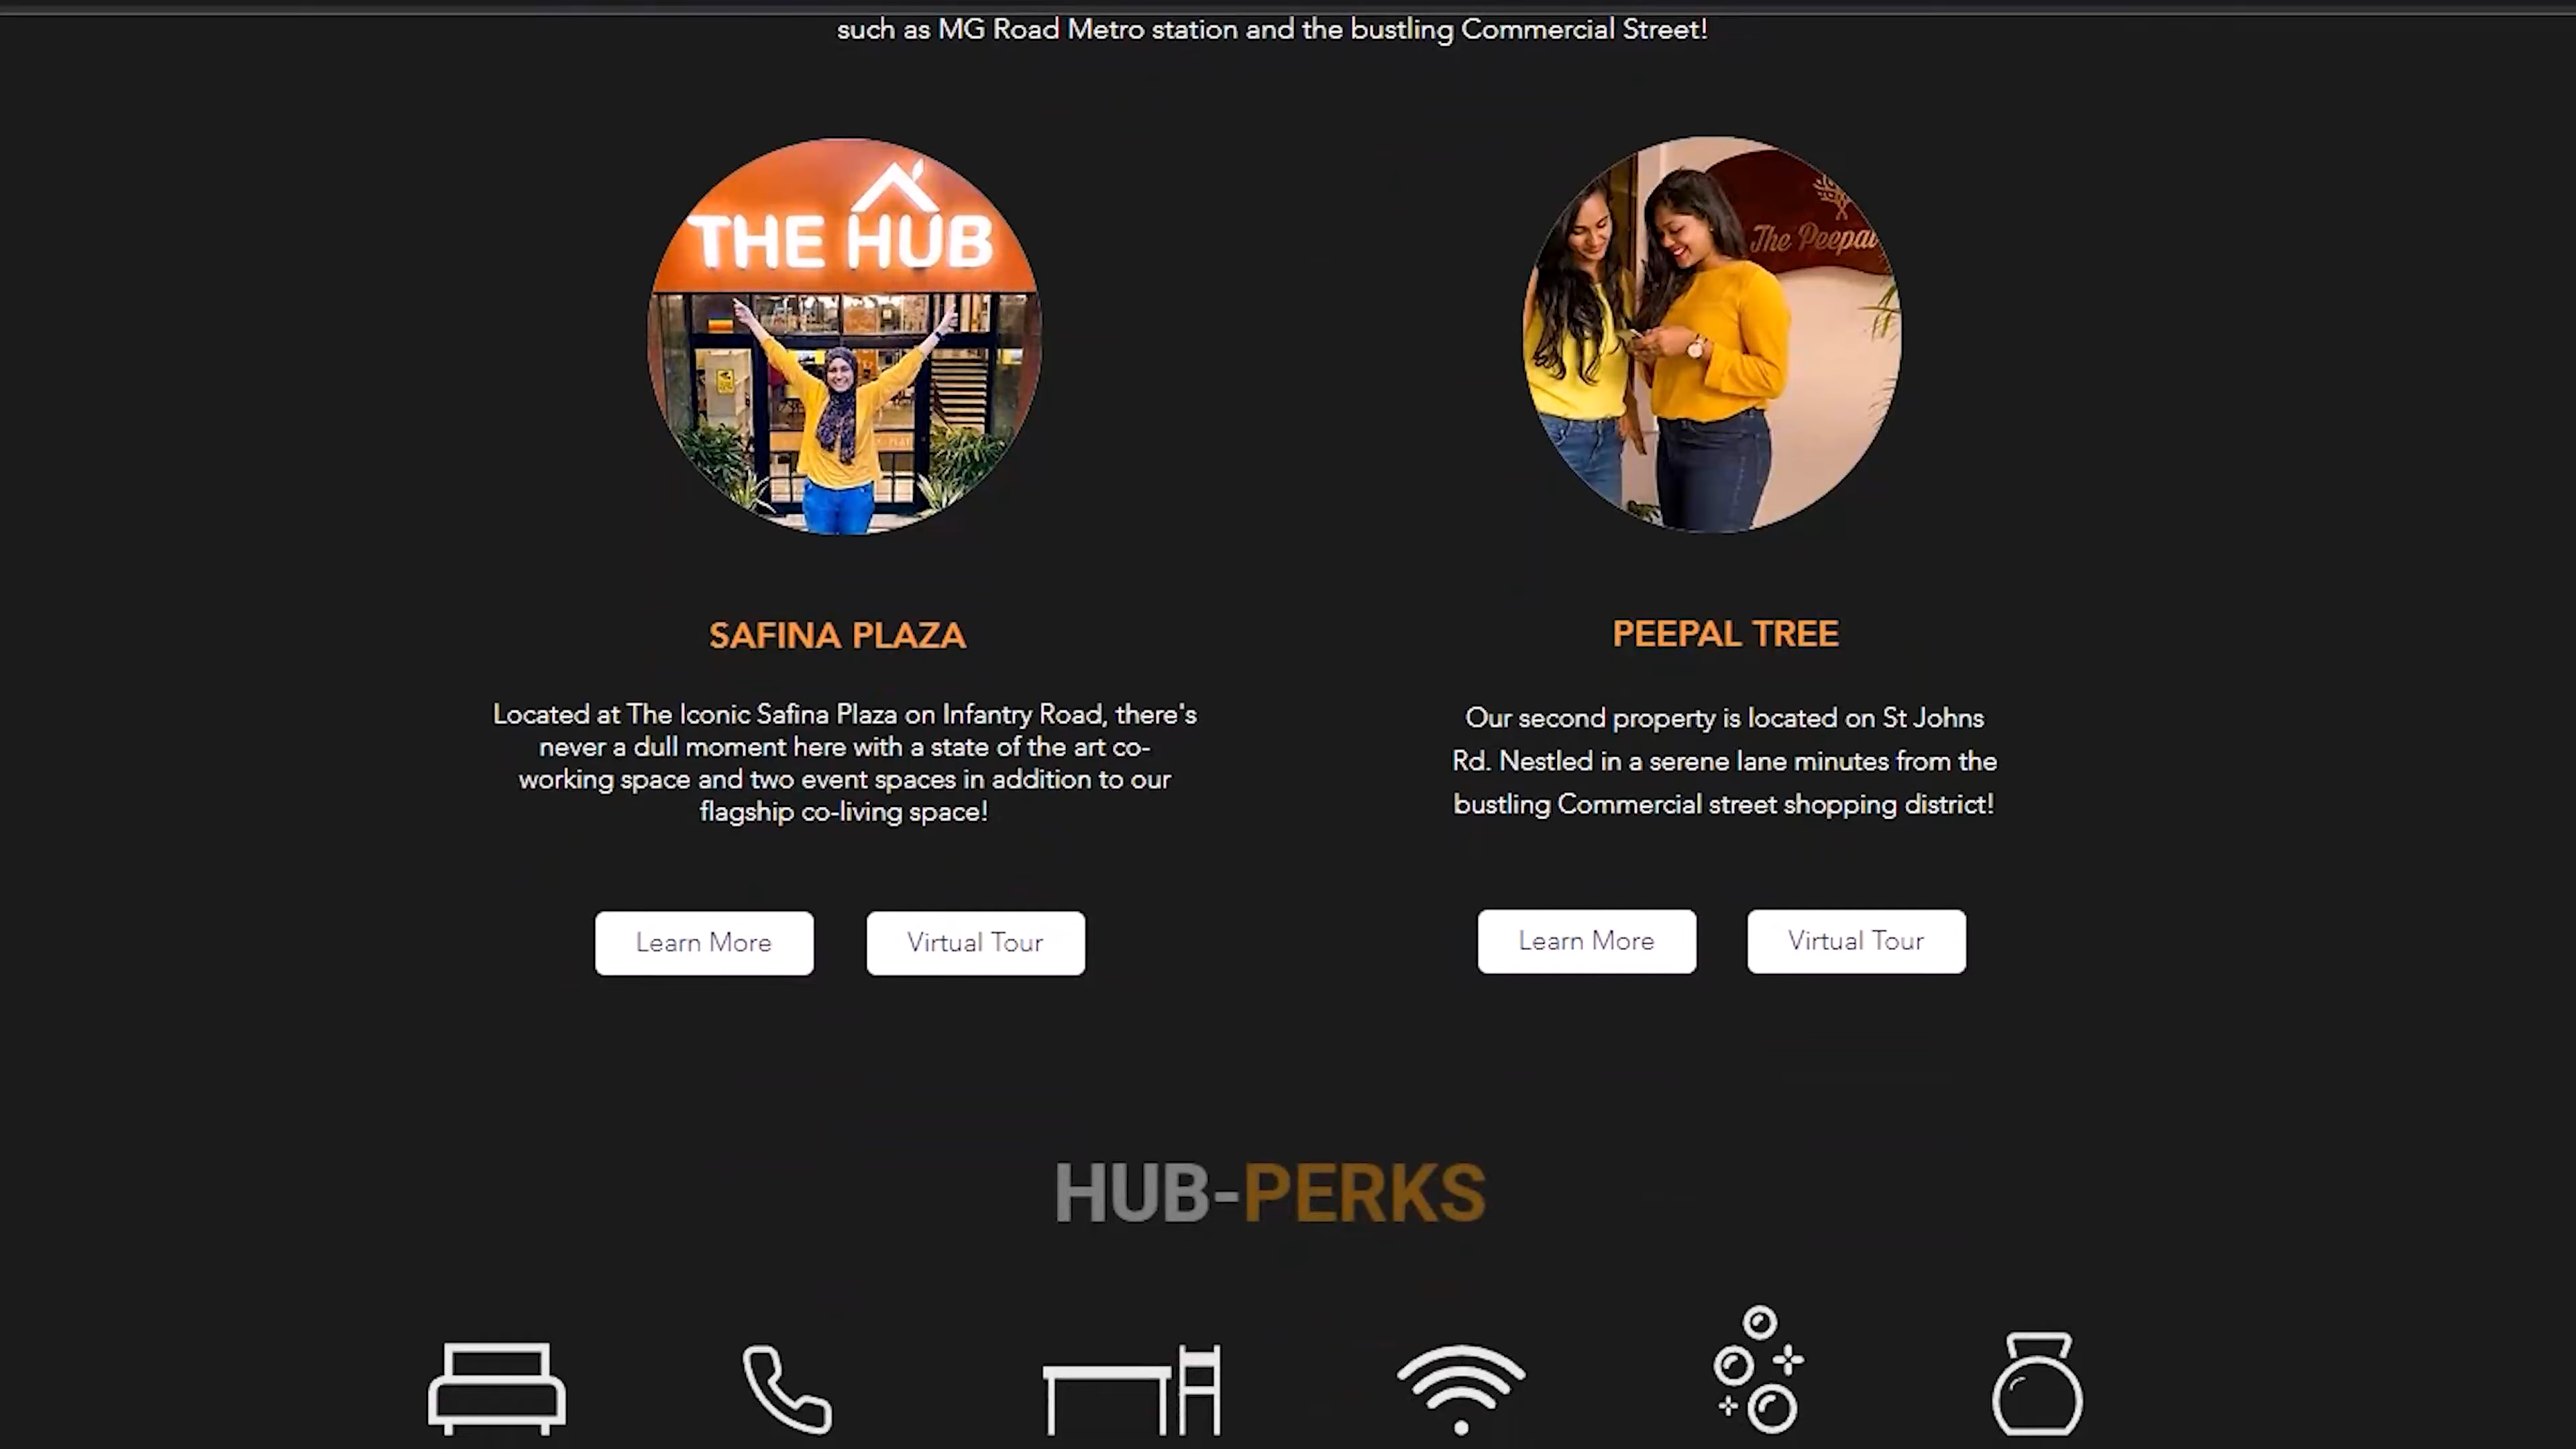 such as MG Road Metro station and the bustling Commercial Street!
THE HUB
The Peepal
SAFINA PLAZA
Located at The Iconic Safina Plaza on Infantry Road, there's
never a dull moment here with a state of the art co-
working space and two event spaces in addition to our
flagship co-living space!
Learn More
Virtual Tour
PEEPAL TREE
Our second property is located on St Johns
Rd. Nestled in a serene lane minutes from the
bustling Commercial street shopping district!
Learn More
Virtual Tour
HUB-PERKS